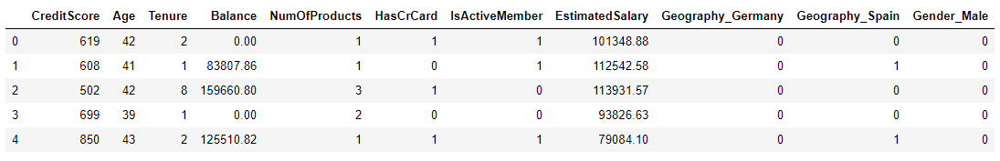 CreditScore Age Tenure Balance NumOfProducts HasCrCard IsActiveMember EstimatedSalary Geography_Germany Geography_Spain Gender_Male
0 619 42 2 0.00 1 1 1 101348.88 0 0 0
1 608 41 1 83807.86 1 0 1 112542.58 0 1 0
2 502 42 8 159660.80 3 1 0 113931.57 0 0 0
3 699 39 1 0.00 2 0 0 93826.63 0 0 0
4 850 43 2 125510.82 1 1 1 79084.10 0 1 0